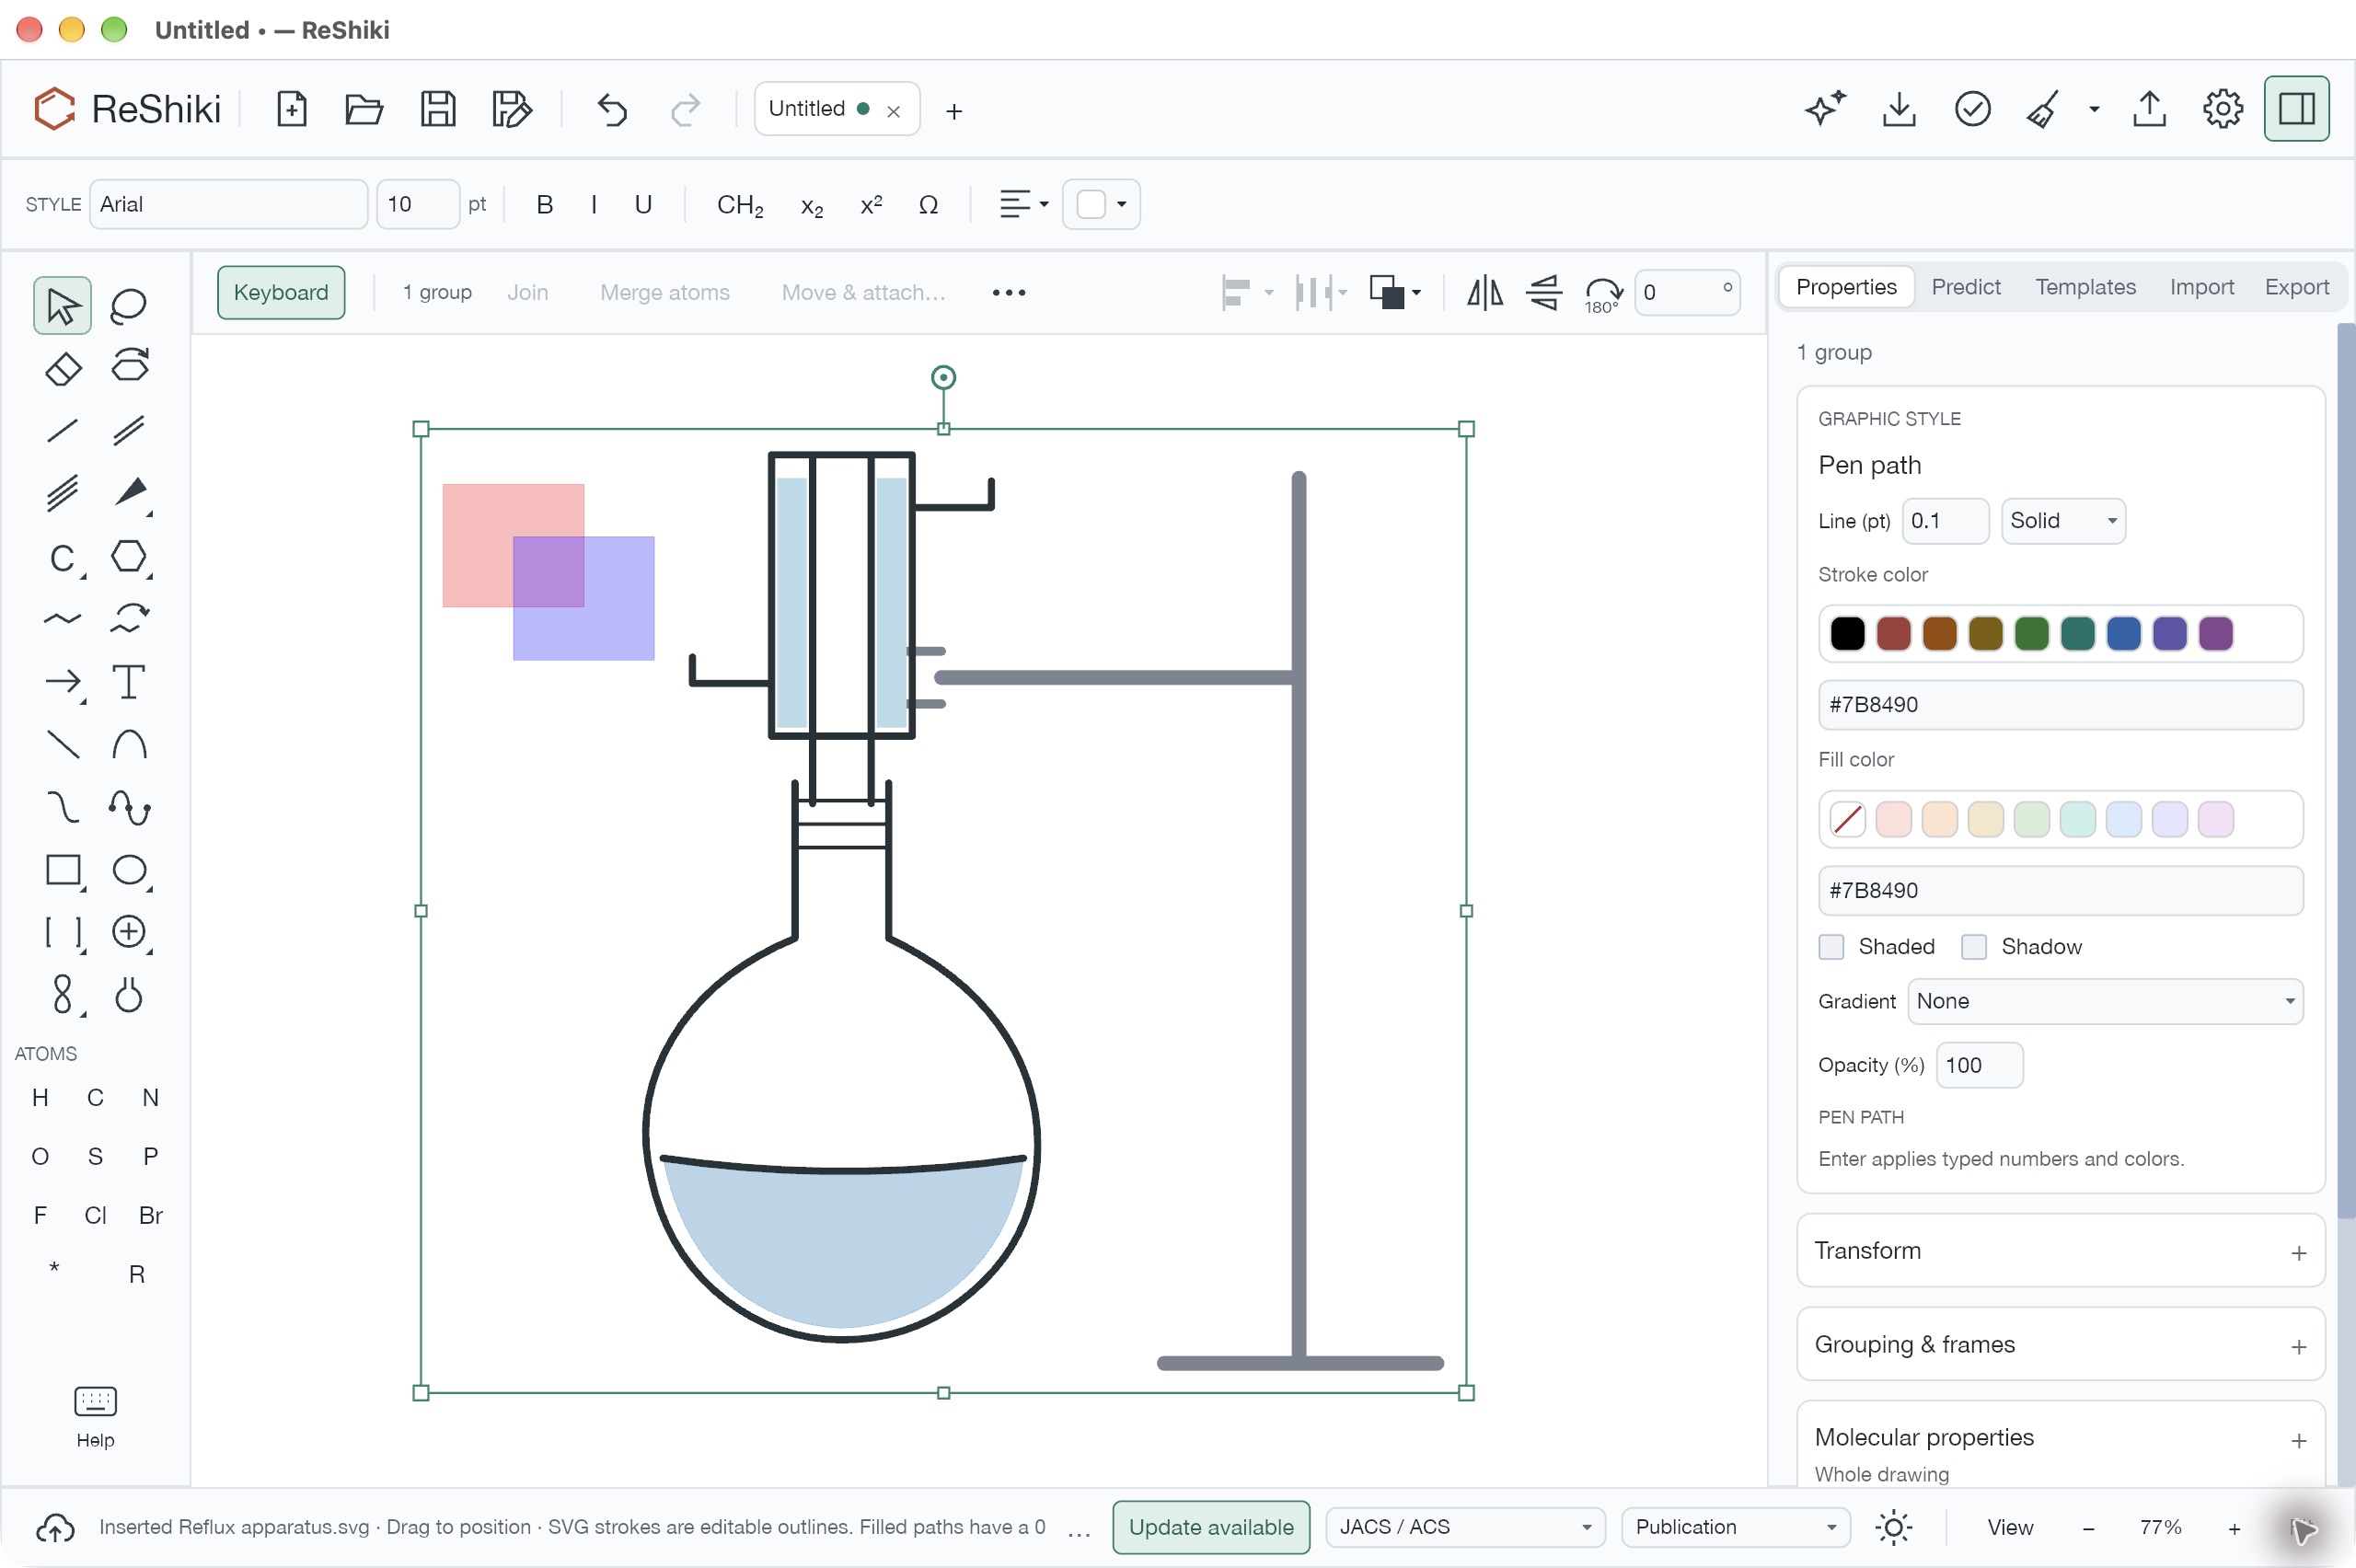 Untitled • — ReShiki
ReShiki
Untitled
STYLE Arial 10 pt B I U CH₂ x₂ x² Ω
Keyboard 1 group Join Merge atoms Move & attach... 180° 0 °
Properties Predict Templates Import Export
1 group
GRAPHIC STYLE
Pen path
Line (pt) 0.1 Solid
Stroke color
#7B8490
Fill color
#7B8490
Shaded Shadow
Gradient None
Opacity (%) 100
PEN PATH
Enter applies typed numbers and colors.
Transform +
Grouping & frames +
Molecular properties +
Whole drawing
C
T
ATOMS
H C N
O S P
F Cl Br
* R
Help
Inserted Reflux apparatus.svg · Drag to position · SVG strokes are editable outlines. Filled paths have a 0 ...
Update available JACS / ACS Publication View − 77% +